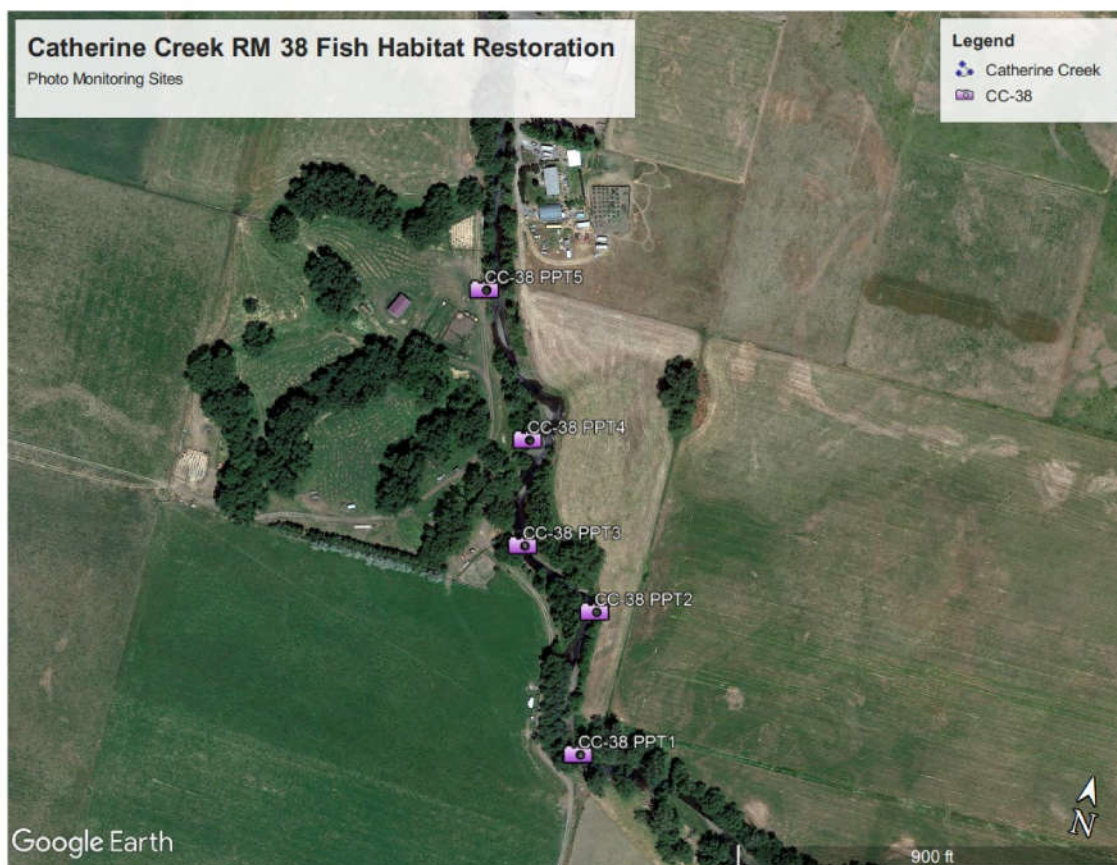 Catherine Creek RM 38 Fish Habitat Restoration
Photo Monitoring Sites
Legend
Catherine Creek
CC-38
CC-38 PPT5
CC-38 PPT4
CC-38 PPT3
CC-38 PPT2
CC-38 PPT1
N
Google Earth
900 ft